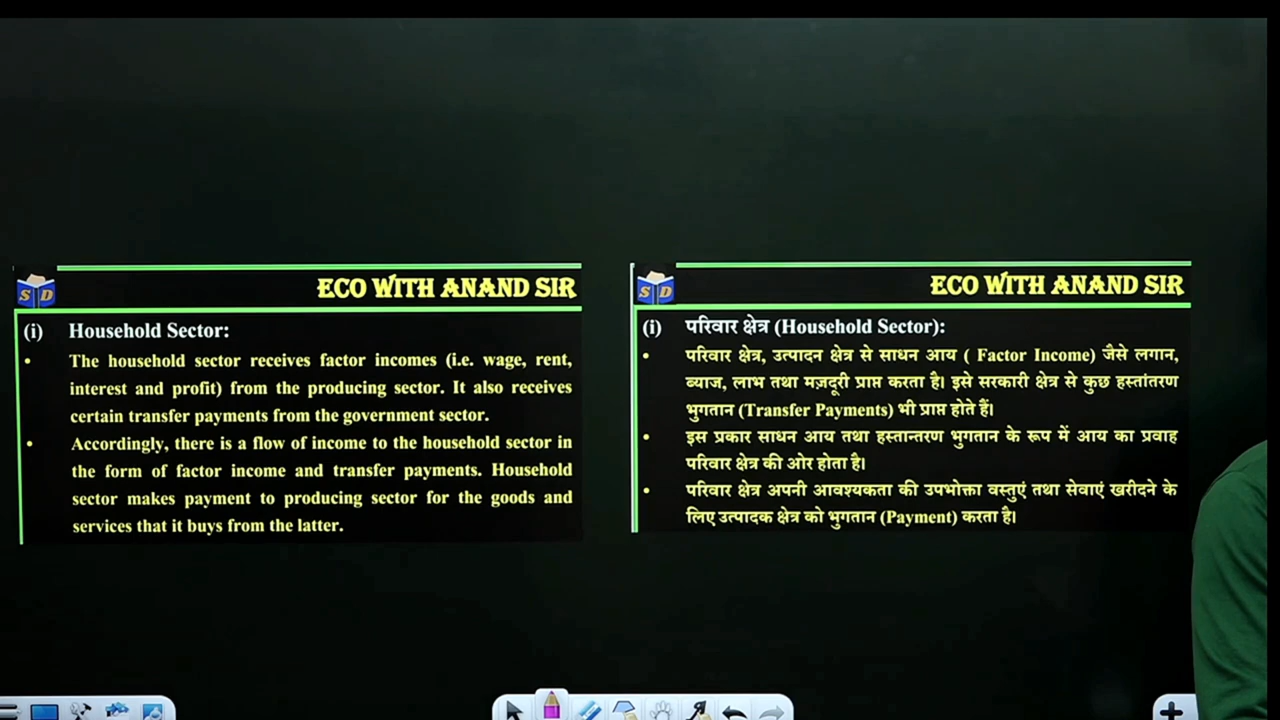 S D
ECO WITH ANAND SIR
(i) Household Sector:
• The household sector receives factor incomes (i.e. wage, rent,
interest and profit) from the producing sector. It also receives
certain transfer payments from the government sector.
• Accordingly, there is a flow of income to the household sector in
the form of factor income and transfer payments. Household
sector makes payment to producing sector for the goods and
services that it buys from the latter.
S D
ECO WITH ANAND SIR
(i) परिवार क्षेत्र (Household Sector):
• परिवार क्षेत्र, उत्पादन क्षेत्र से साधन आय ( Factor Income) जैसे लगान,
ब्याज, लाभ तथा मज़दूरी प्राप्त करता है। इसे सरकारी क्षेत्र से कुछ हस्तांतरण
भुगतान (Transfer Payments) भी प्राप्त होते हैं।
• इस प्रकार साधन आय तथा हस्तान्तरण भुगतान के रूप में आय का प्रवाह
परिवार क्षेत्र की ओर होता है।
• परिवार क्षेत्र अपनी आवश्यकता की उपभोक्ता वस्तुएं तथा सेवाएं खरीदने के
लिए उत्पादक क्षेत्र को भुगतान (Payment) करता है।